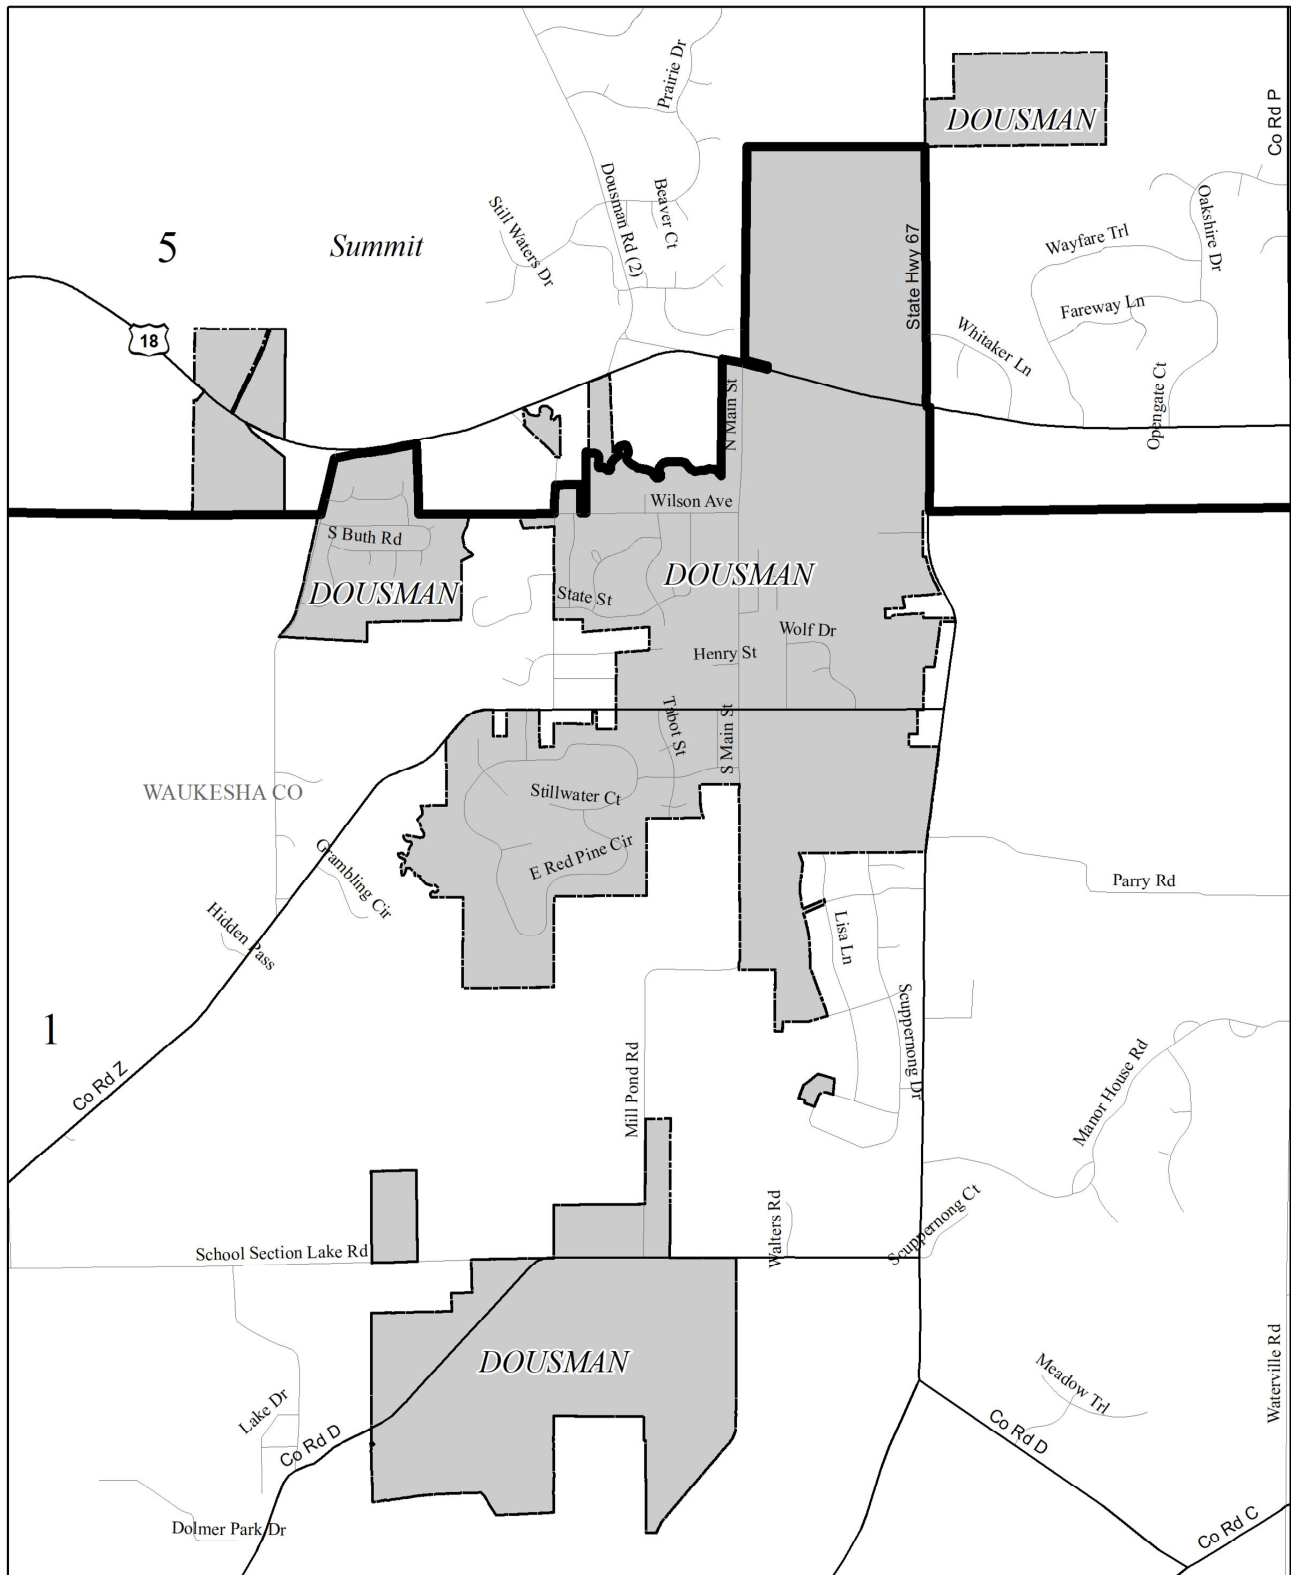 Prairie Dr
DOUSMAN
Co Rd P
Dousman Rd (2)
Beaver Ct
Still Waters Dr
Oakshire Dr
5
Summit
State Hwy 67
Wayfare Trl
Fareway Ln
18
Whitaker Ln
Opengate Ct
N Main St
Wilson Ave
S Buth Rd
DOUSMAN
DOUSMAN
State St
Wolf Dr
Henry St
Tabot St
S Main St
WAUKESHA CO
Stillwater Ct
E Red Pine Cir
Grambling Cir
Parry Rd
Hidden Pass
Lisa Ln
1
Scuppernong Dr
Co Rd Z
Mill Pond Rd
Manor House Rd
Walters Rd
Scuppernong Ct
School Section Lake Rd
DOUSMAN
Waterville Rd
Meadow Trl
Lake Dr
Co Rd D
Co Rd D
Dolmer Park Dr
Co Rd C